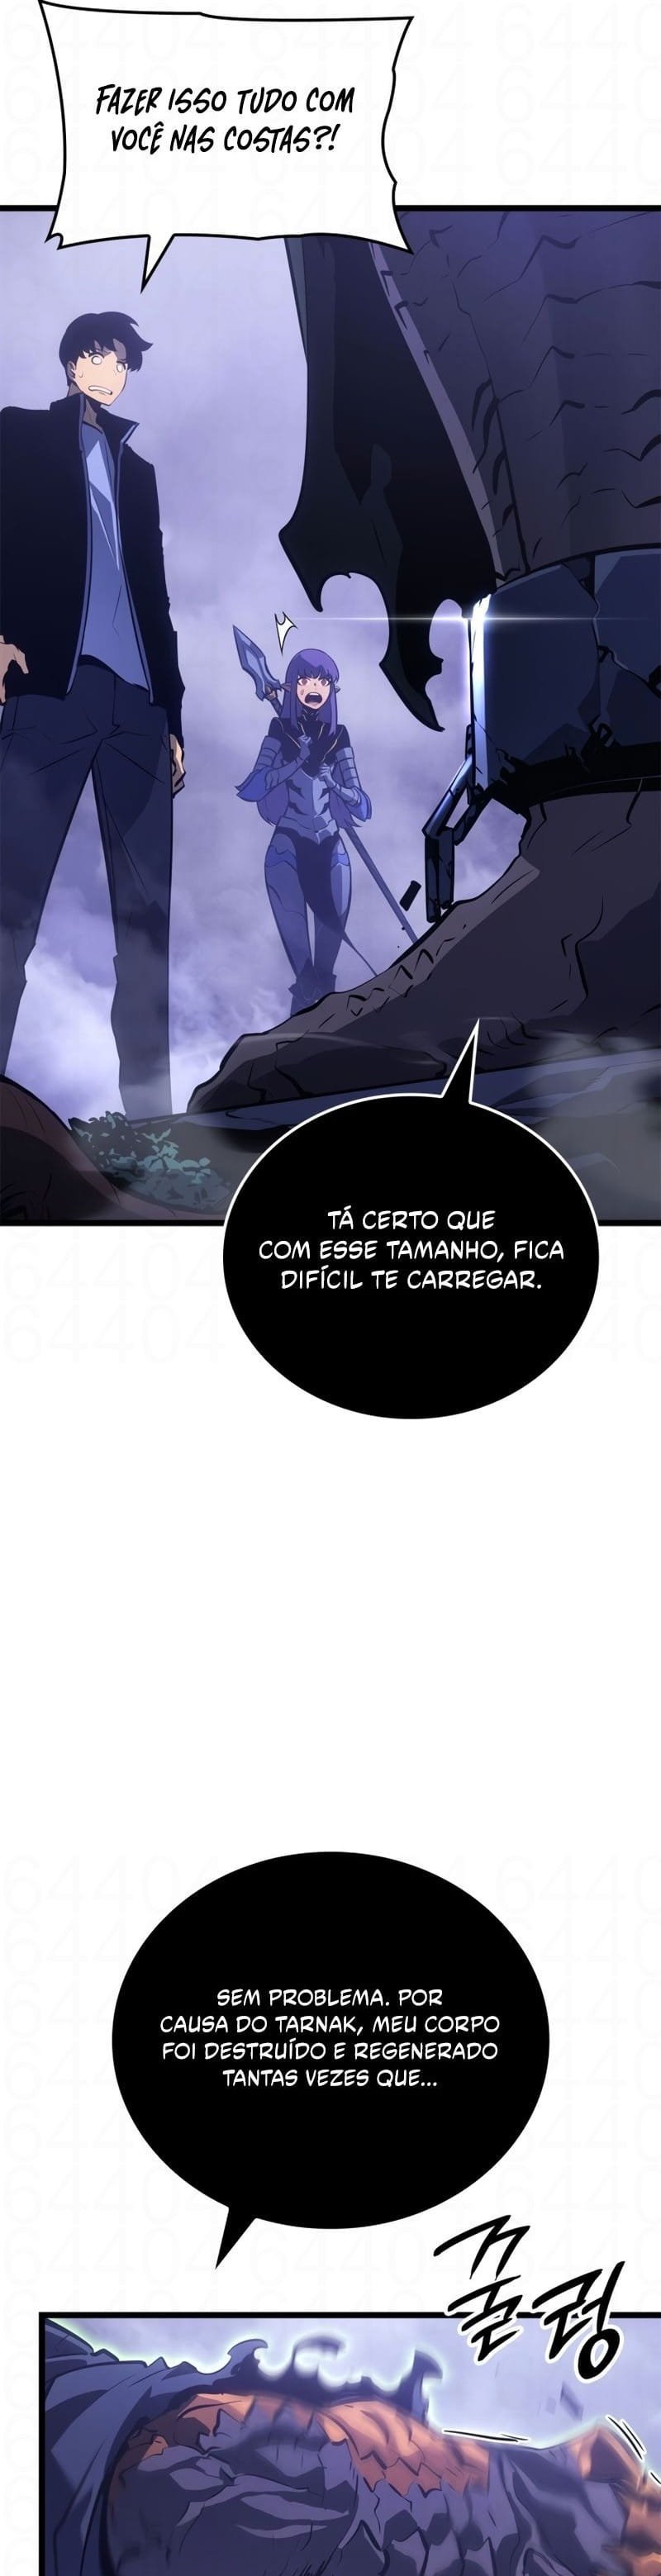 FAZER ISSO TUDO COM
VOCÊ NAS COSTAS?!
TÁ CERTO QUE
COM ESSE TAMANHO, FICA
DIFÍCIL TE CARREGAR.
SEM PROBLEMA. POR
CAUSA DO TARNAK, MEU CORPO
FOI DESTRUÍDO E REGENERADO
TANTAS VEZES QUE...
꿀렁